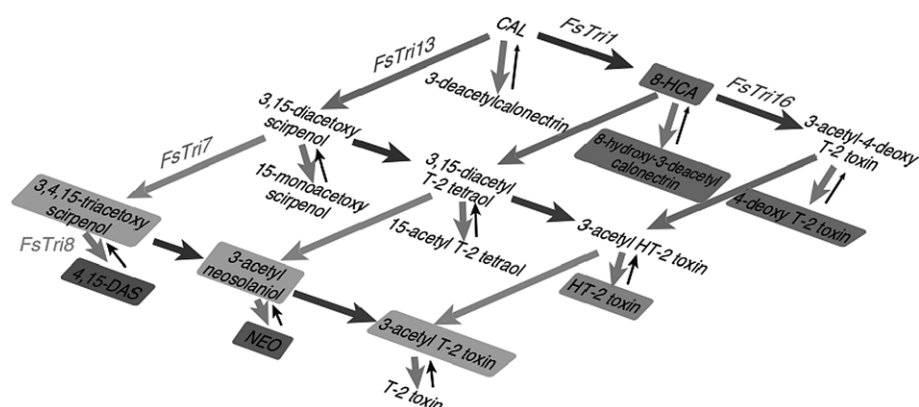 CAL
FsTri1
FsTri13
3-deacetylcalonectrin
8-HCA
FsTri16
3,15-diacetoxy
scirpenol
3-acetyl-4-deoxy
T-2 toxin
FsTri7
15-monoacetoxy
scirpenol
3,15-diacetyl
T-2 tetraol
8-hydroxy-3-deacetyl
calonectrin
4-deoxy T-2 toxin
3,4,15-triacetoxy
scirpenol
15-acetyl T-2 tetraol
3-acetyl HT-2 toxin
FsTri8
4,15-DAS
3-acetyl
neosolaniol
HT-2 toxin
NEO
3-acetyl T-2 toxin
T-2 toxin